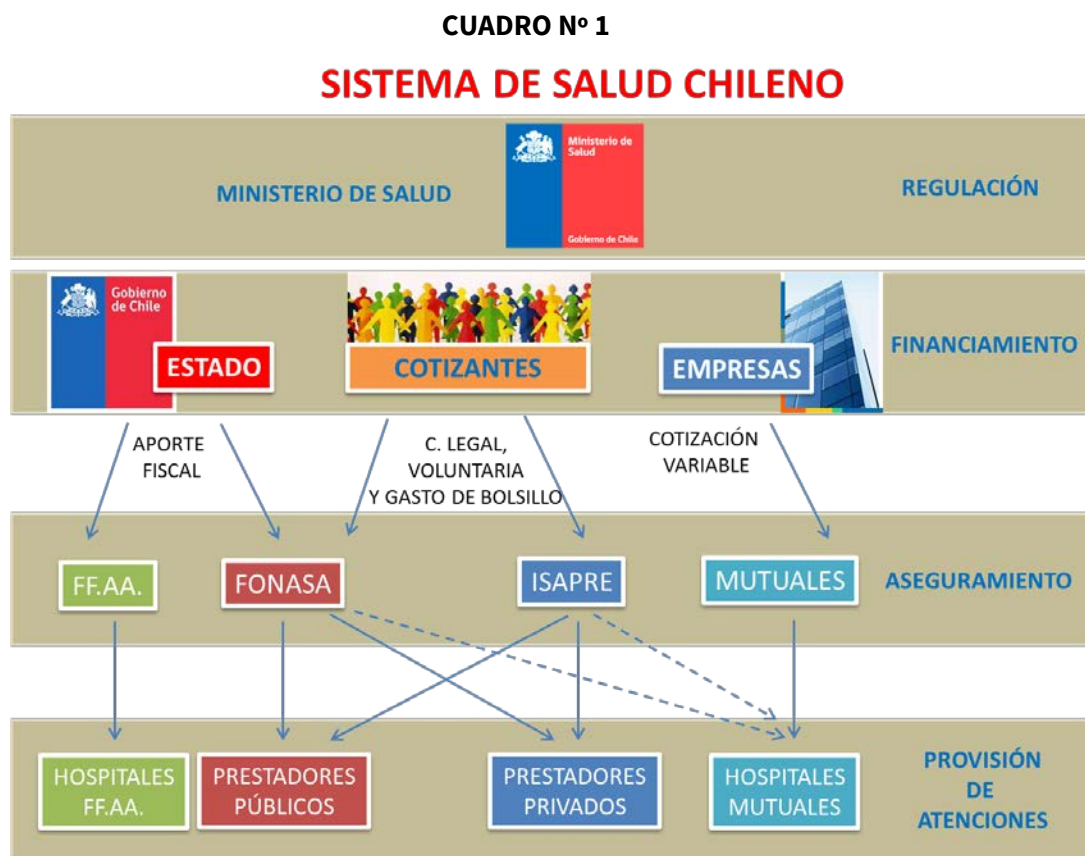 CUADRO Nº 1
SISTEMA DE SALUD CHILENO
MINISTERIO DE SALUD
Ministerio de
Salud
Gobierno de Chile
REGULACIÓN
Gobierno
de Chile
ESTADO
COTIZANTES
EMPRESAS
FINANCIAMIENTO
APORTE
FISCAL
C. LEGAL,
VOLUNTARIA
Y GASTO DE BOLSILLO
COTIZACIÓN
VARIABLE
FF.AA.
FONASA
ISAPRE
MUTUALES
ASEGURAMIENTO
HOSPITALES
FF.AA.
PRESTADORES
PÚBLICOS
PRESTADORES
PRIVADOS
HOSPITALES
MUTUALES
PROVISIÓN
DE
ATENCIONES